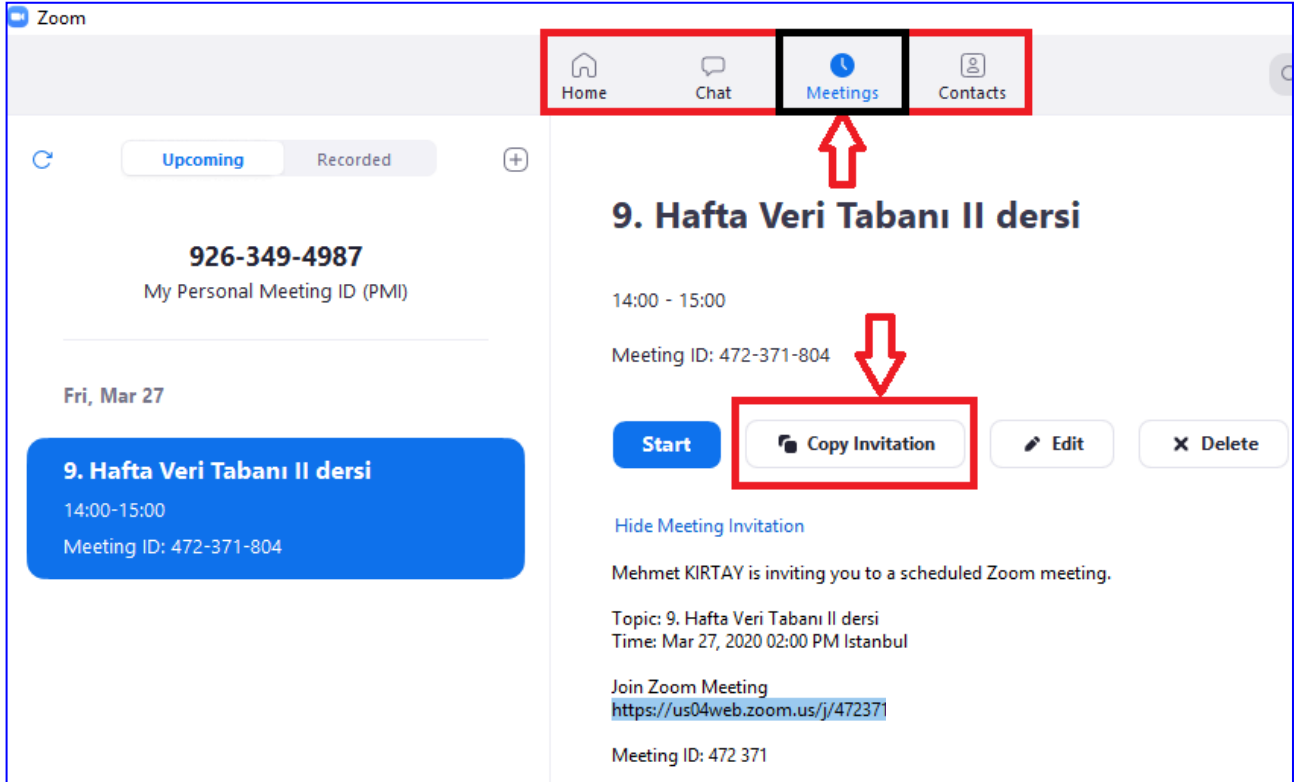 Zoom
Home
Chat
Meetings
Contacts
Upcoming
Recorded
926-349-4987
My Personal Meeting ID (PMI)
Fri, Mar 27
9. Hafta Veri Tabanı II dersi
14:00-15:00
Meeting ID: 472-371-804
9. Hafta Veri Tabanı II dersi
14:00 - 15:00
Meeting ID: 472-371-804
Start
Copy Invitation
Edit
Delete
Hide Meeting Invitation
Mehmet KIRTAY is inviting you to a scheduled Zoom meeting.
Topic: 9. Hafta Veri Tabanı II dersi
Time: Mar 27, 2020 02:00 PM Istanbul
Join Zoom Meeting
https://us04web.zoom.us/j/472371
Meeting ID: 472 371